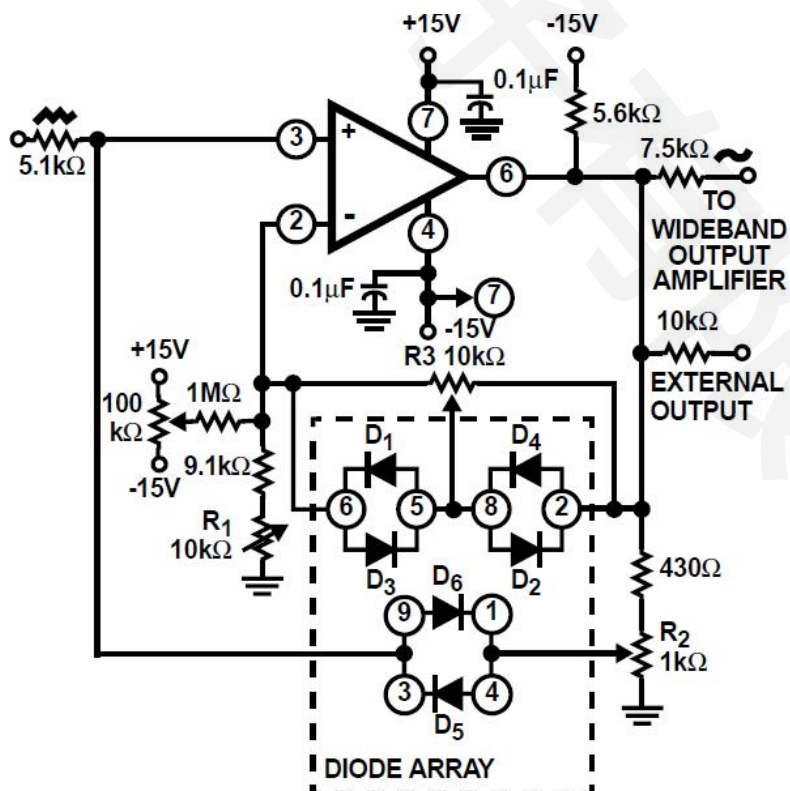 +15V
-15V
0.1μF
5.6kΩ
7
7.5kΩ
3
+
5.1kΩ
6
TO
WIDEBAND
OUTPUT
AMPLIFIER
2
-
4
0.1μF
7
-15V
10kΩ
EXTERNAL
OUTPUT
R3 10kΩ
+15V
1MΩ
100
kΩ
-15V
9.1kΩ
R1
10kΩ
D1
D4
6
5
8
2
D3
D2
D6
9
1
3
4
D5
430Ω
R2
1kΩ
DIODE ARRAY